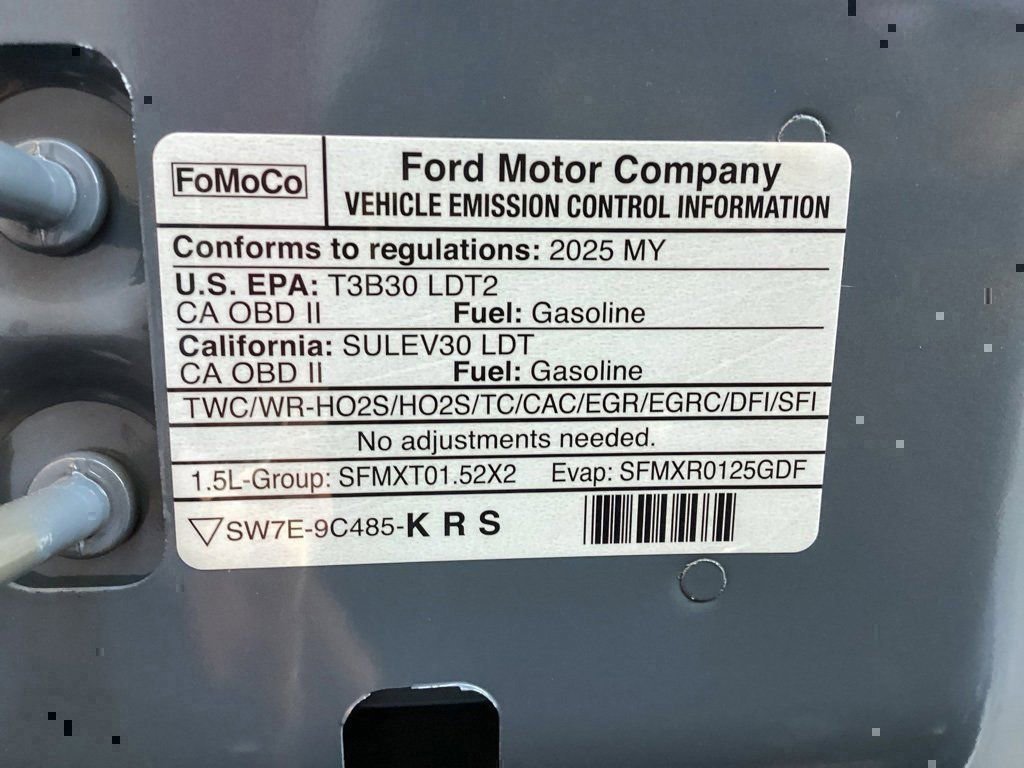 FoMoCo
Ford Motor Company
VEHICLE EMISSION CONTROL INFORMATION
Conforms to regulations: 2025 MY
U.S. EPA: T3B30 LDT2
CA OBD II Fuel: Gasoline
California: SULEV30 LDT
CA OBD II Fuel: Gasoline
TWC/WR-HO2S/HO2S/TC/CAC/EGR/EGRC/DFI/SFI
No adjustments needed.
1.5L-Group: SFMXT01.52X2 Evap: SFMXR0125GDF
SW7E-9C485-K R S